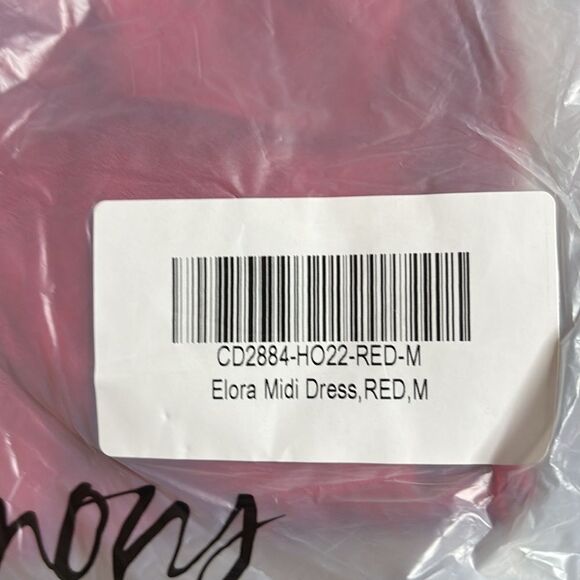 CD2884-HO22-RED-M
Elora Midi Dress,RED,M